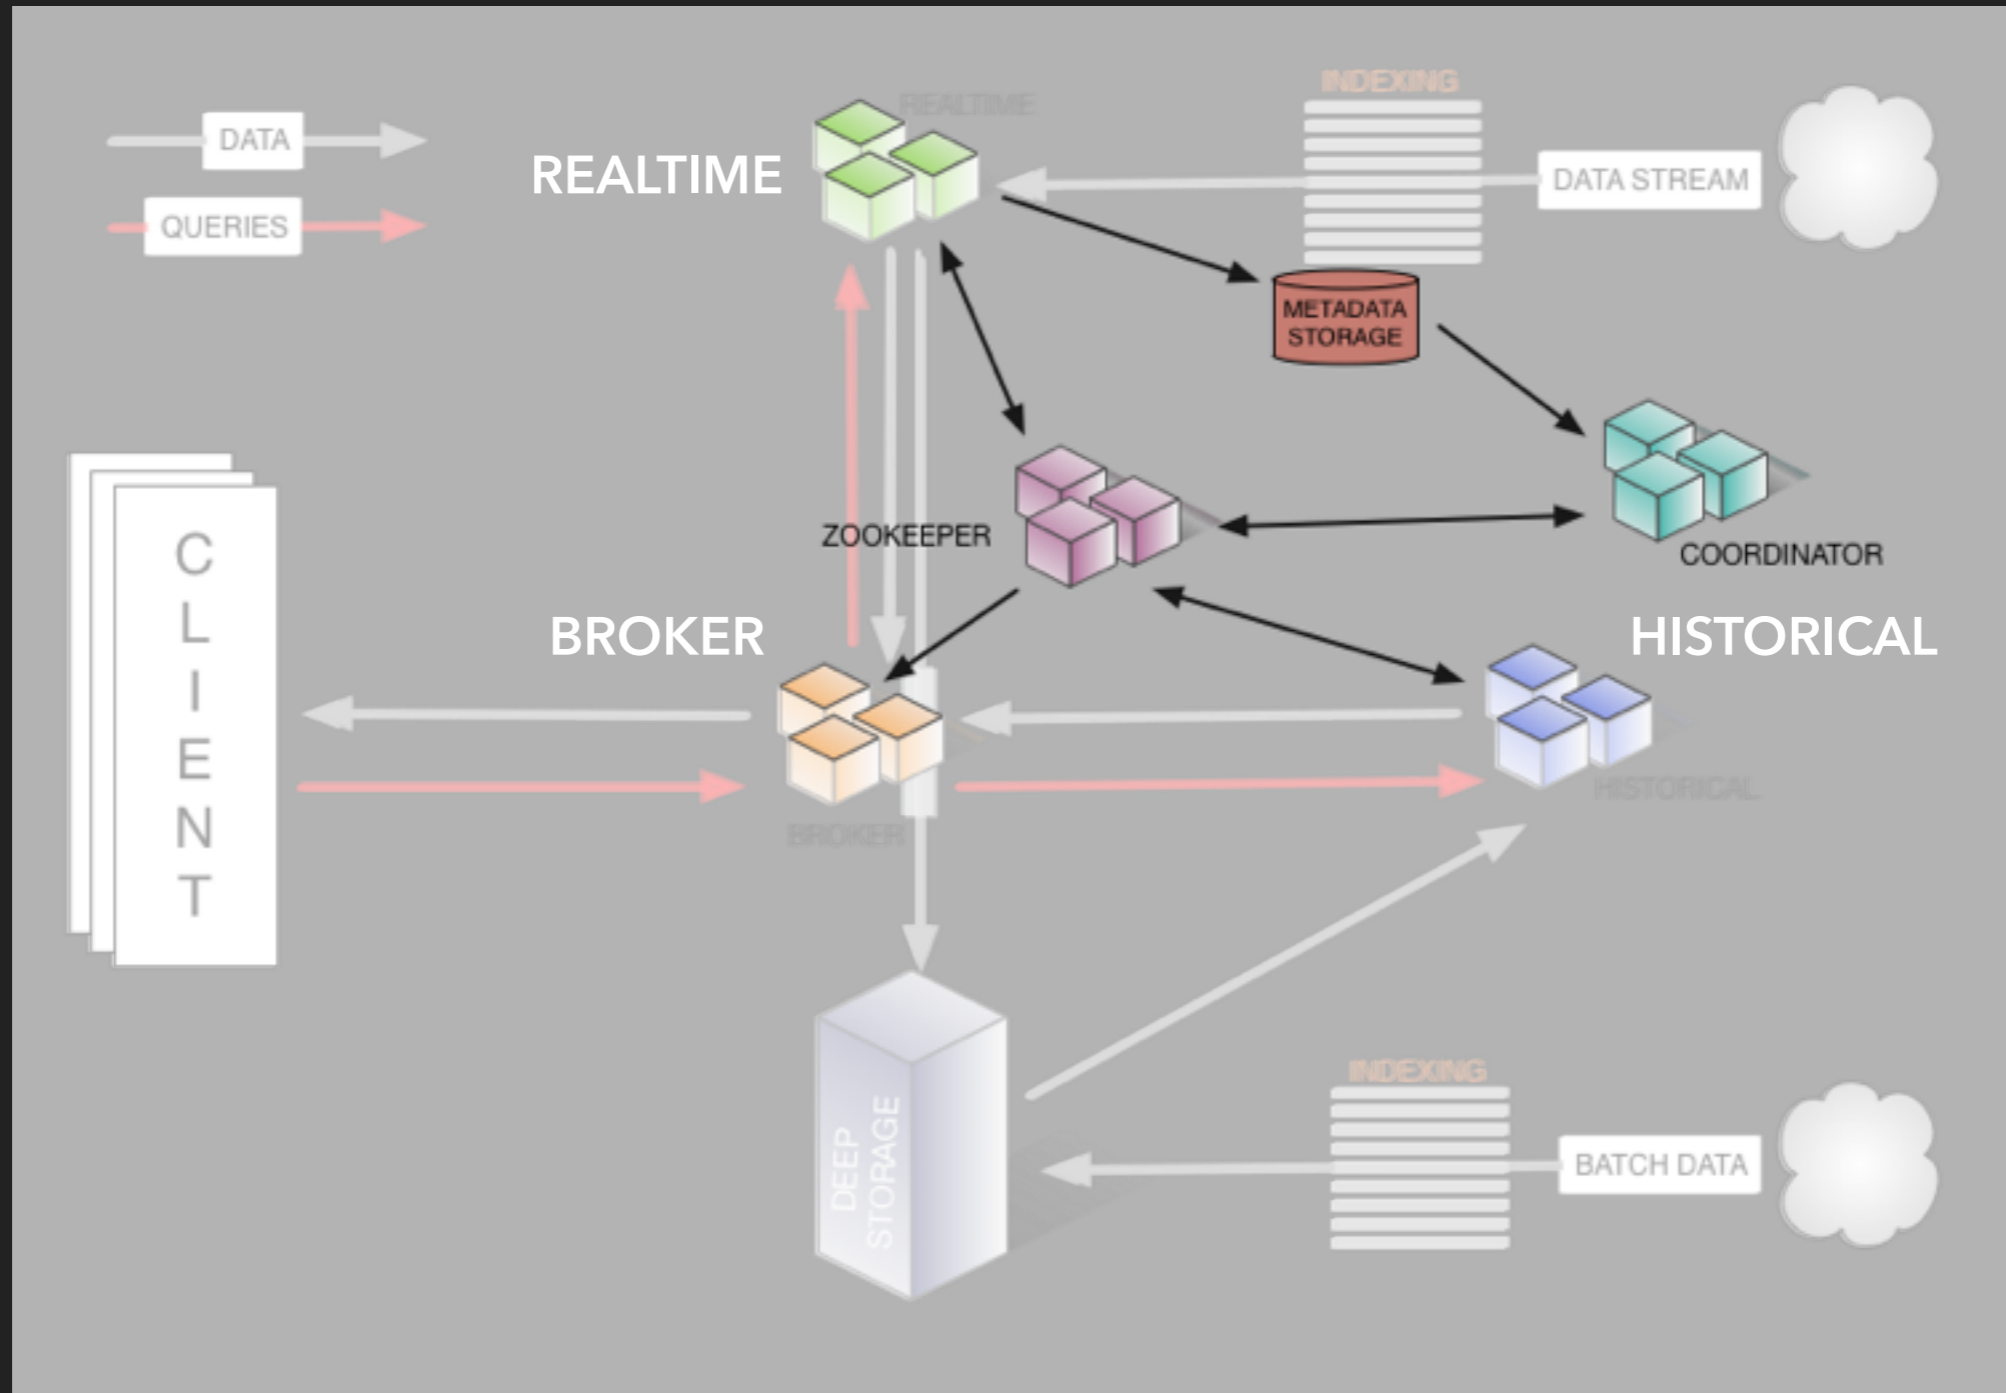 INDEXING
REALTIME
DATA
REALTIME
DATA STREAM
QUERIES
METADATA
STORAGE
ZOOKEEPER
COORDINATOR
CLIENT
BROKER
HISTORICAL
HISTORICAL
BROKER
INDEXING
DEEP
STORAGE
BATCH DATA